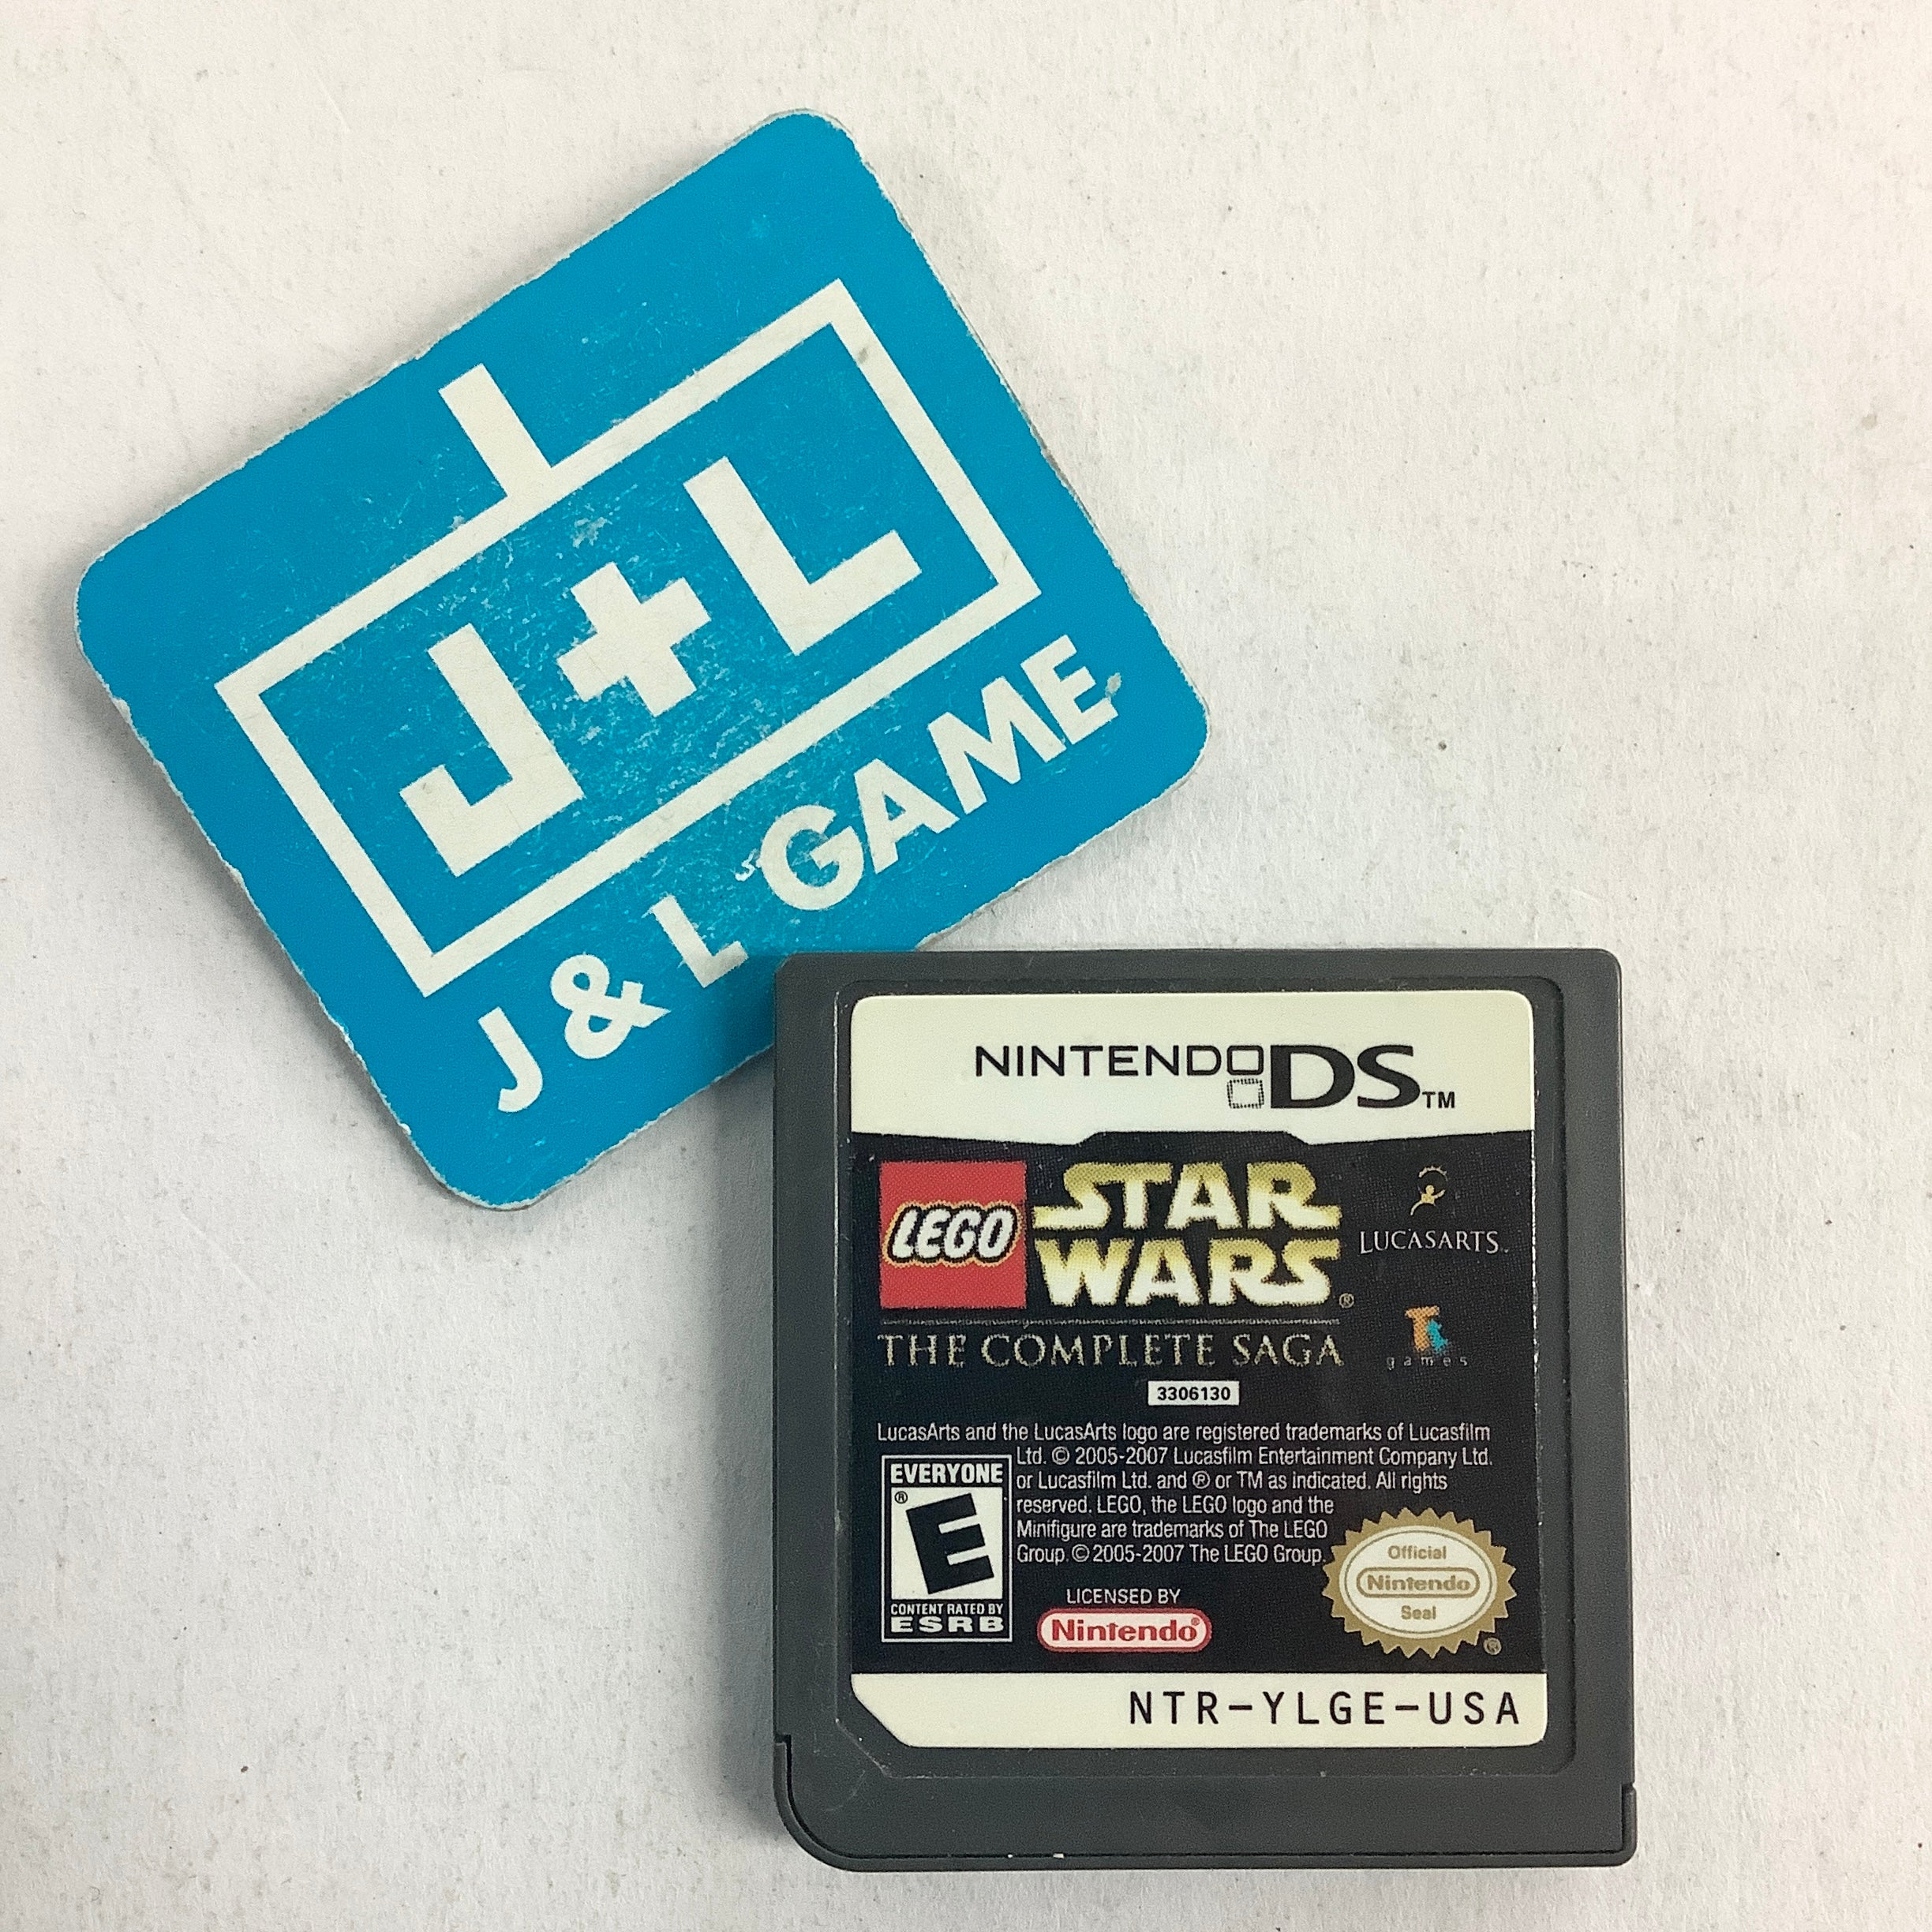 J+L
J & L GAME
NINTENDO DS™
LEGO
STAR
WARS®
THE COMPLETE SAGA
LUCASARTS™
games
3306130
LucasArts and the LucasArts logo are registered trademarks of Lucasfilm
Ltd. © 2005-2007 Lucasfilm Entertainment Company Ltd.
or Lucasfilm Ltd. and ® or TM as indicated. All rights
reserved. LEGO, the LEGO logo and the
Minifigure are trademarks of The LEGO
Group. © 2005-2007 The LEGO Group.
EVERYONE
E®
CONTENT RATED BY
ESRB
LICENSED BY
Nintendo®
Official
Nintendo
Seal
®
NTR-YLGE-USA